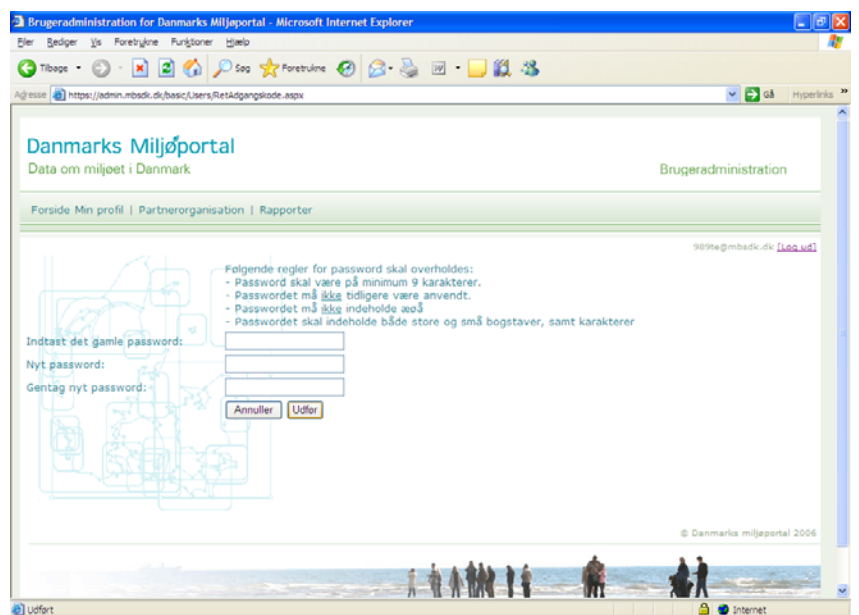 Brugeradministration for Danmarks Miljøportal - Microsoft Internet Explorer
Filer Rediger Vis Foretrukne Funktioner Hjælp
Tilbage Søg Foretrukne
Adresse https://admin.mbsdk.dk/basic/Users/RetAdgangskode.aspx Gå Hyperlinks »
Danmarks Miljøportal
Data om miljøet i Danmark
Brugeradministration
Forside Min profil | Partnerorganisation | Rapporter
989te@mbsdk.dk [Log ud]
Følgende regler for password skal overholdes:
- Password skal være på minimum 9 karakterer.
- Passwordet må ikke tidligere være anvendt.
- Passwordet må ikke indeholde æøå
- Passwordet skal indeholde både store og små bogstaver, samt karakterer
Indtast det gamle password:
Nyt password:
Gentag nyt password:
Annuller Udfør
© Danmarks miljøportal 2006
Udført Internet